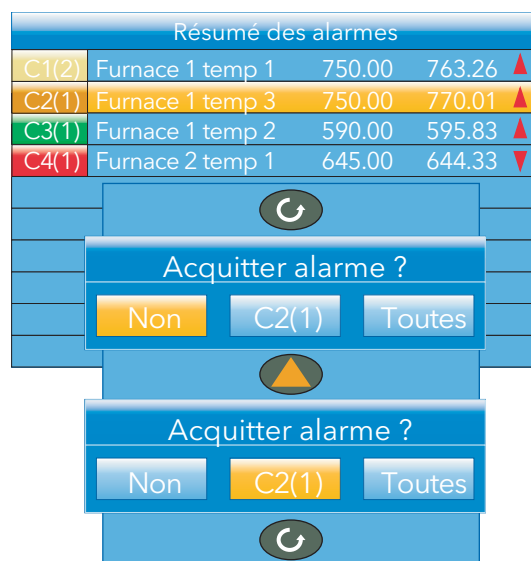 Résumé des alarmes
C1(2) Furnace 1 temp 1 750.00 763.26
C2(1) Furnace 1 temp 3 750.00 770.01
C3(1) Furnace 1 temp 2 590.00 595.83
C4(1) Furnace 2 temp 1 645.00 644.33
Acquitter alarme ?
Non C2(1) Toutes
Acquitter alarme ?
Non C2(1) Toutes